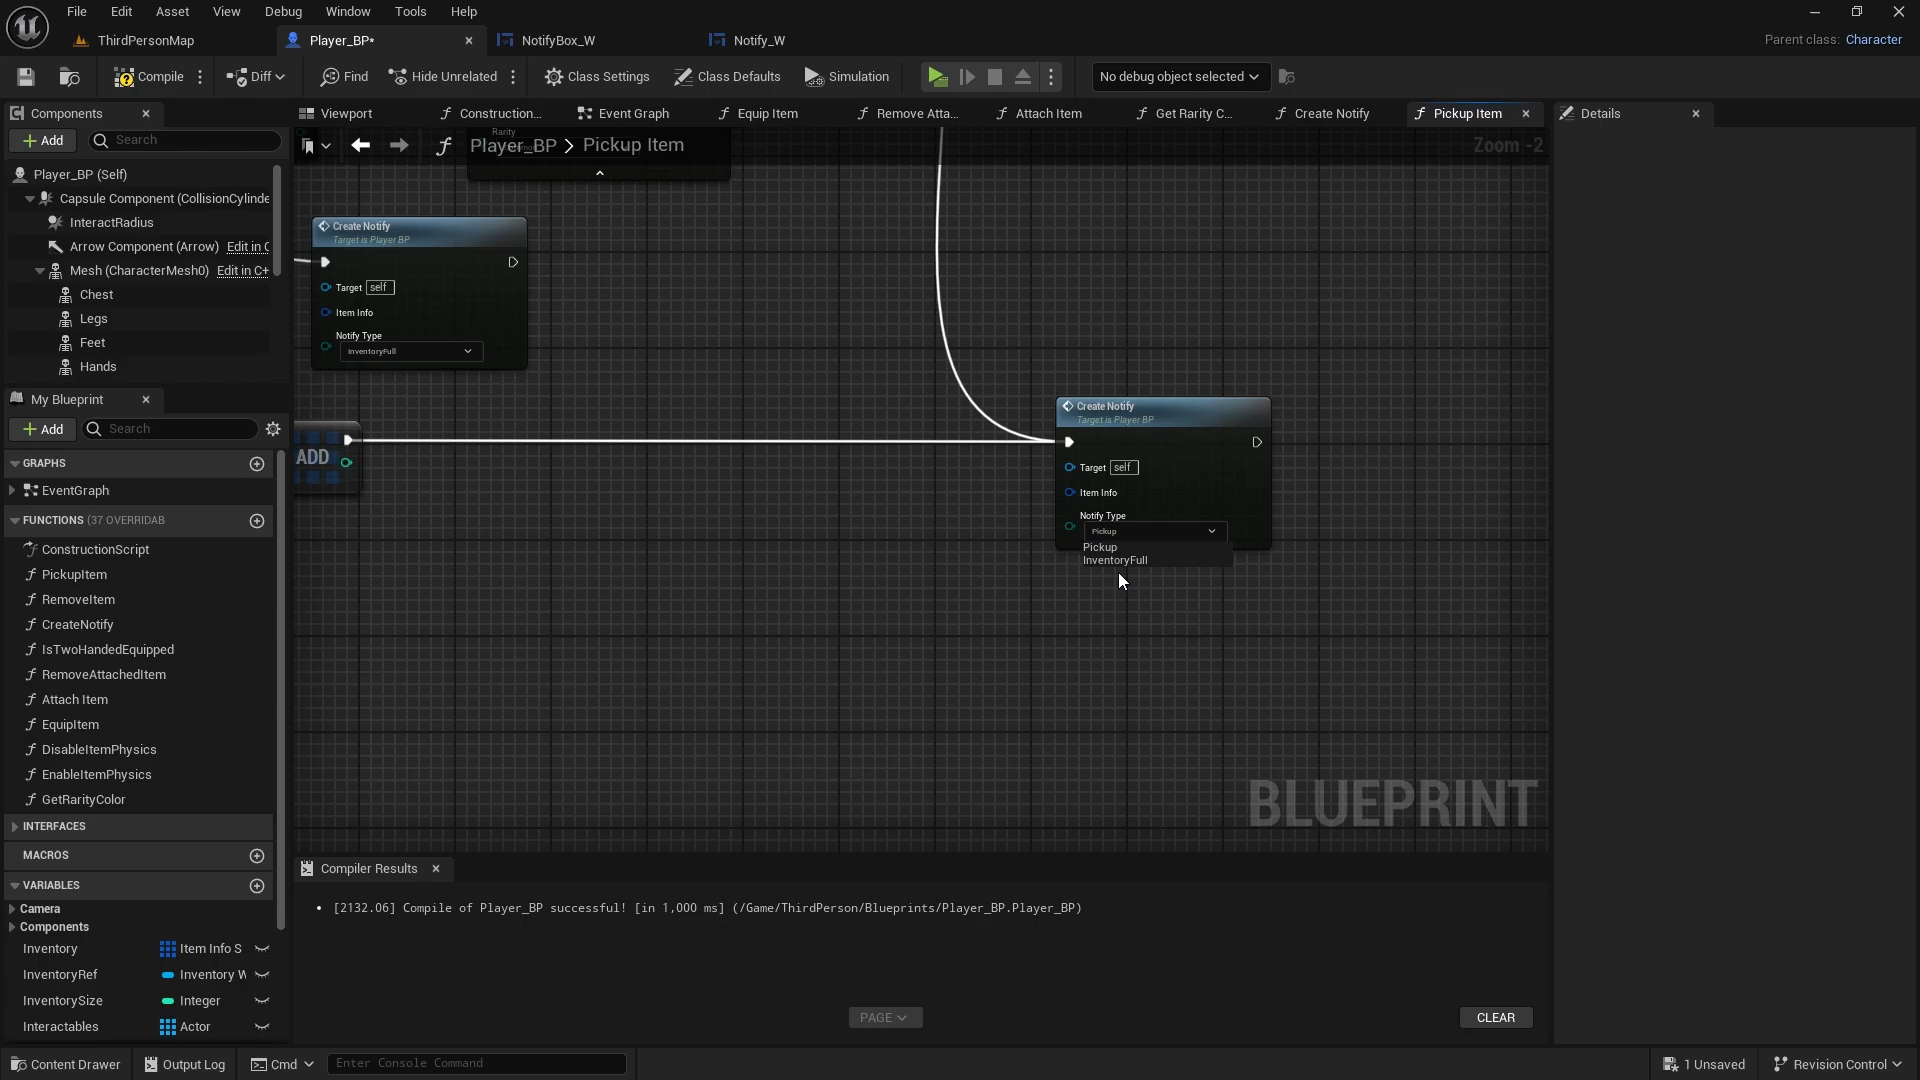 File Edit Asset View Debug Window Tools Help
ThirdPersonMap Player_BP* NotifyBox_W Notify_W Parent class: Character
Compile Diff Find Hide Unrelated Class Settings Class Defaults Simulation No debug object selected
Components Viewport Construction... Event Graph Equip Item Remove Atta... Attach Item Get Rarity C... Create Notify Pickup Item Details
Add Search
Player_BP > Pickup Item
Rarity
Zoom -2
Player_BP (Self)
Capsule Component (CollisionCylinde
InteractRadius
Arrow Component (Arrow) Edit in C
Mesh (CharacterMesh0) Edit in C+
Chest
Legs
Feet
Hands
Create Notify
Target is Player BP
Target self
Item Info
Notify Type
InventoryFull
ADD
Create Notify
Target is Player BP
Target self
Item Info
Notify Type
Pickup
Pickup
InventoryFull
BLUEPRINT
My Blueprint
Add Search
GRAPHS
EventGraph
FUNCTIONS (37 OVERRIDAB
ConstructionScript
PickupItem
RemoveItem
CreateNotify
IsTwoHandedEquipped
RemoveAttachedItem
Attach Item
EquipItem
DisableItemPhysics
EnableItemPhysics
GetRarityColor
INTERFACES
MACROS
VARIABLES
Camera
Components
Inventory Item Info S
InventoryRef Inventory W
InventorySize Integer
Interactables Actor
Compiler Results
[2132.06] Compile of Player_BP successful! [in 1,000 ms] (/Game/ThirdPerson/Blueprints/Player_BP.Player_BP)
PAGE CLEAR
Content Drawer Output Log Cmd Enter Console Command 1 Unsaved Revision Control